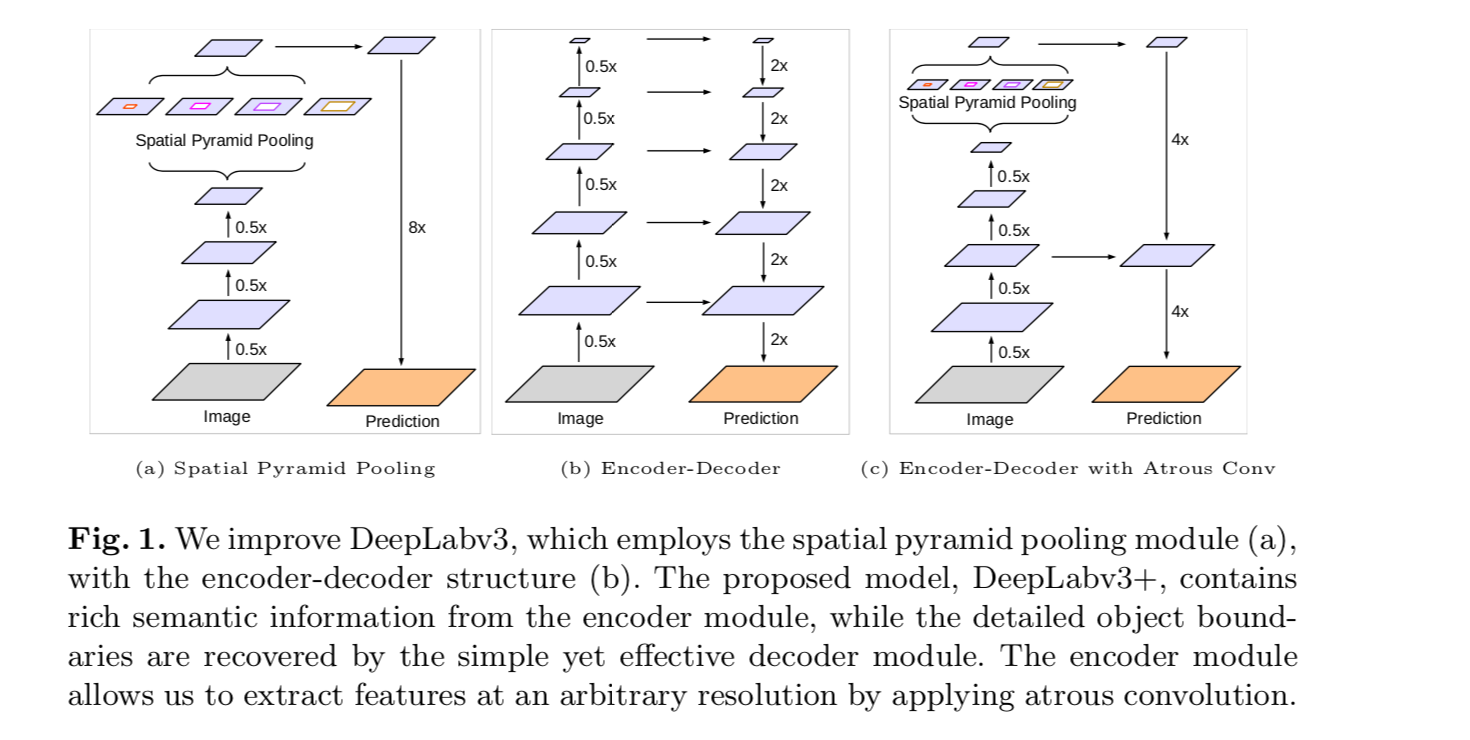 Spatial Pyramid Pooling
0.5x
0.5x
0.5x
8x
Image
Prediction
0.5x
0.5x
0.5x
0.5x
0.5x
2x
2x
2x
2x
2x
Image
Prediction
Spatial Pyramid Pooling
0.5x
0.5x
0.5x
0.5x
4x
4x
Image
Prediction
(a) Spatial Pyramid Pooling
(b) Encoder-Decoder
(c) Encoder-Decoder with Atrous Conv
Fig. 1. We improve DeepLabv3, which employs the spatial pyramid pooling module (a),
with the encoder-decoder structure (b). The proposed model, DeepLabv3+, contains
rich semantic information from the encoder module, while the detailed object bound-
aries are recovered by the simple yet effective decoder module. The encoder module
allows us to extract features at an arbitrary resolution by applying atrous convolution.